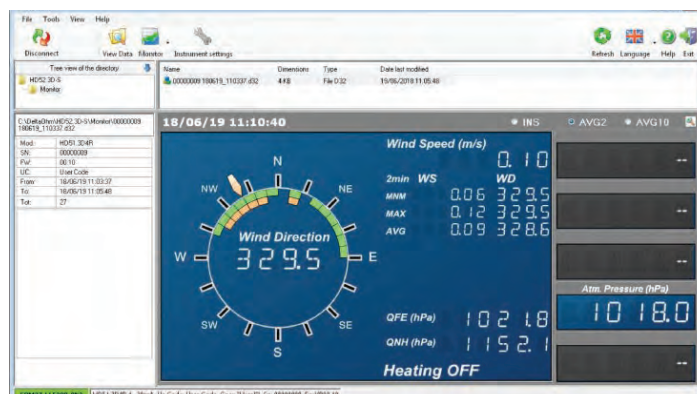 File Tools View Help
Disconnect View Data Monitor Instrument settings Refresh Language Help Exit
Tree view of the directory
HD52.3D-S
Monitor
Name Dimensions Type Date last modified
00000009 180619_110337.d32 4 KB File D32 19/06/2018 11.05.48
C:\DeltaOhm\HD52.3D-S\Monitor\00000009
180619_110337.d32
Mod: HD51.3D4R
SN: 00000009
FW: 00.10
UC: User Code
From: 18/06/19 11:03:37
To: 18/06/19 11:05:48
Tot: 27
18/06/19 11:10:40 INS AVG2 AVG10
N
NE
E
SE
S
SW
W
NW
Wind Direction
329.5
Wind Speed (m/s)
0.10
2min WS WD
MNM 0.06 329.5
MAX 0.12 329.5
AVG 0.09 328.6
QFE (hPa) 1021.8
QNH (hPa) 1152.1
Heating OFF
--
--
--
Atm. Pressure (hPa)
1018.0
--